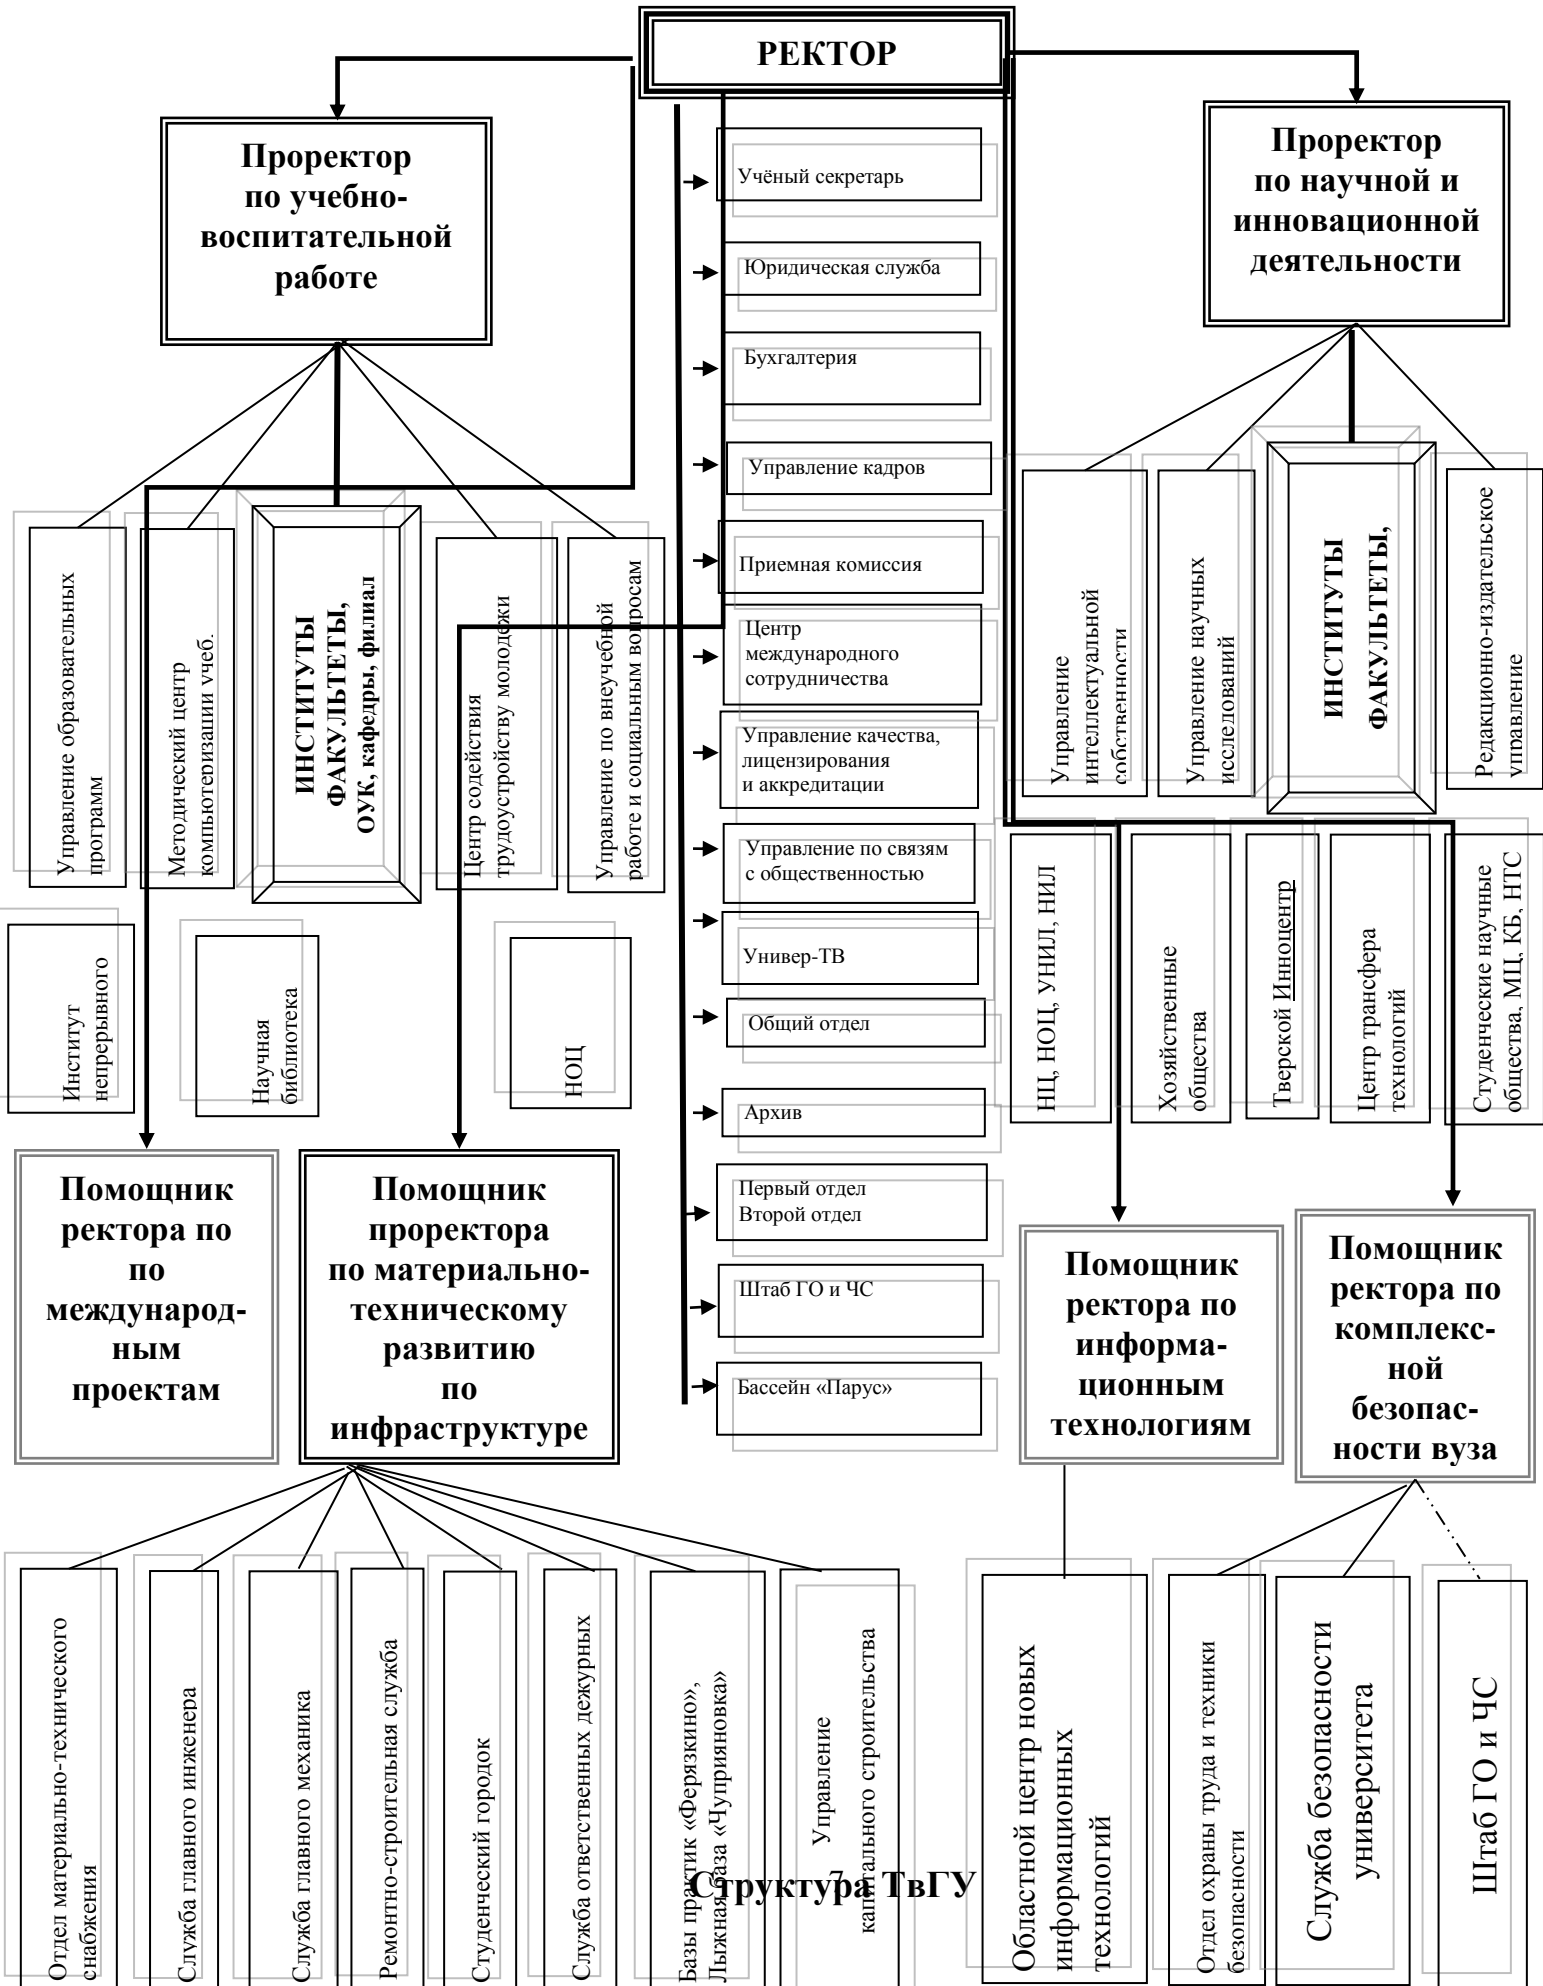 РЕКТОР
Проректор
по учебно-
воспитательной
работе
Проректор
по научной и
инновационной
деятельности
Учёный секретарь
Юридическая служба
Бухгалтерия
Управление кадров
Приемная комиссия
Центр
международного
сотрудничества
Управление качества,
лицензирования
и аккредитации
Управление по связям
с общественностью
Универ-ТВ
Общий отдел
Архив
Первый отдел
Второй отдел
Штаб ГО и ЧС
Бассейн «Парус»
Управление образовательных
программ
Методический центр
компьютеризации учеб.
ИНСТИТУТЫ
ФАКУЛЬТЕТЫ,
ОУК, кафедры, филиал
Центр содействия
трудоустройству молодежи
Управление по внеучебной
работе и социальным вопросам
Управление
интеллектуальной
собственности
Управление научных
исследований
ИНСТИТУТЫ
ФАКУЛЬТЕТЫ,
Редакционно-издательское
управление
Институт
непрерывного
Научная
библиотека
НОЦ
НЦ, НОЦ, УНИЛ, НИЛ
Хозяйственные
общества
Тверской Инноцентр
Центр трансфера
технологий
Студенческие научные
общества, МЦ, КБ, НТС
Помощник
ректора по
по
международ-
ным
проектам
Помощник
проректора
по материально-
техническому
развитию
по
инфраструктуре
Помощник
ректора по
информа-
ционным
технологиям
Помощник
ректора по
комплекс-
ной
безопас-
ности вуза
Отдел материально-технического
снабжения
Служба главного инженера
Служба главного механика
Ремонтно-строительная служба
Студенческий городок
Служба ответственных дежурных
Базы практик «Ферязкино»,
Лыжная база «Чуприяновка»
Управление
капитального строительства
Областной центр новых
информационных
технологий
Отдел охраны труда и техники
безопасности
Служба безопасности
университета
Штаб ГО и ЧС
7
Структура ТвГУ